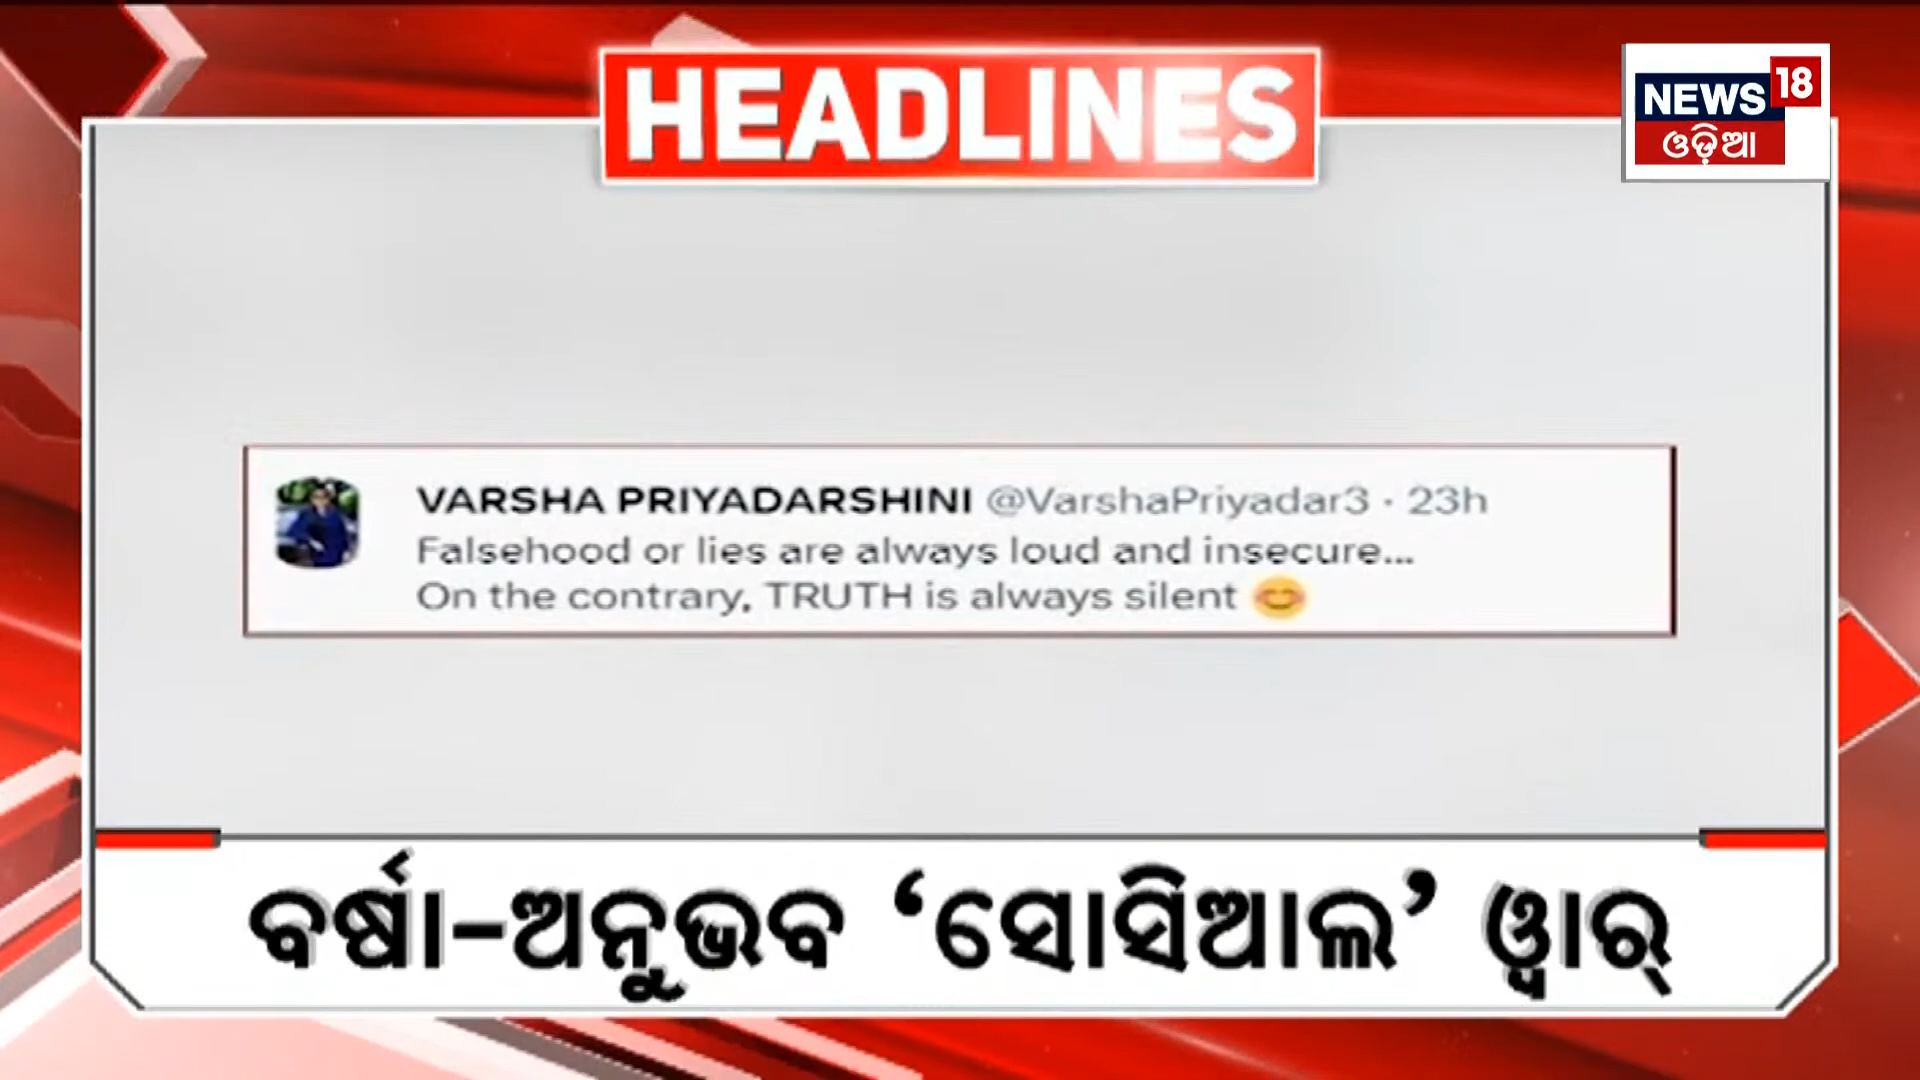 HEADLINES
NEWS 18
ଓଡ଼ିଆ
VARSHA PRIYADARSHINI @VarshaPriyadar3 · 23h
Falsehood or lies are always loud and insecure...
On the contrary, TRUTH is always silent 😊
ବର୍ଷା-ଅନୁଭବ ‘ସୋସିଆଲ’ ୱାର୍